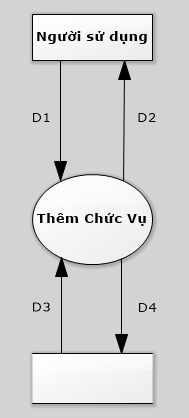 Người sử dụng
D1
D2
Thêm Chức Vụ
D3
D4